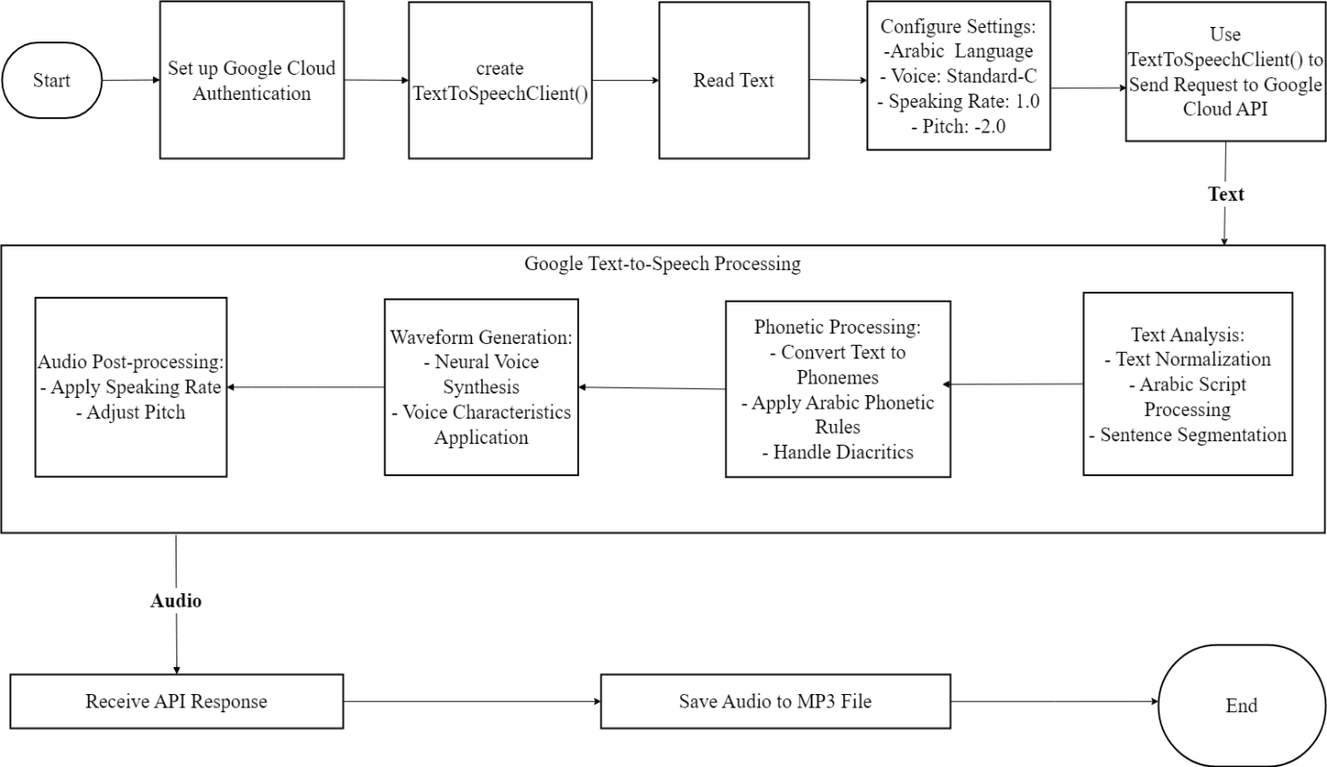 Start
Set up Google Cloud
Authentication
create
TextToSpeechClient()
Read Text
Configure Settings:
-Arabic Language
- Voice: Standard-C
- Speaking Rate: 1.0
- Pitch: -2.0
Use
TextToSpeechClient() to
Send Request to Google
Cloud API
Text
Google Text-to-Speech Processing
Text Analysis:
- Text Normalization
- Arabic Script
Processing
- Sentence Segmentation
Phonetic Processing:
- Convert Text to
Phonemes
- Apply Arabic Phonetic
Rules
- Handle Diacritics
Waveform Generation:
- Neural Voice
Synthesis
- Voice Characteristics
Application
Audio Post-processing:
- Apply Speaking Rate
- Adjust Pitch
Audio
Receive API Response
Save Audio to MP3 File
End